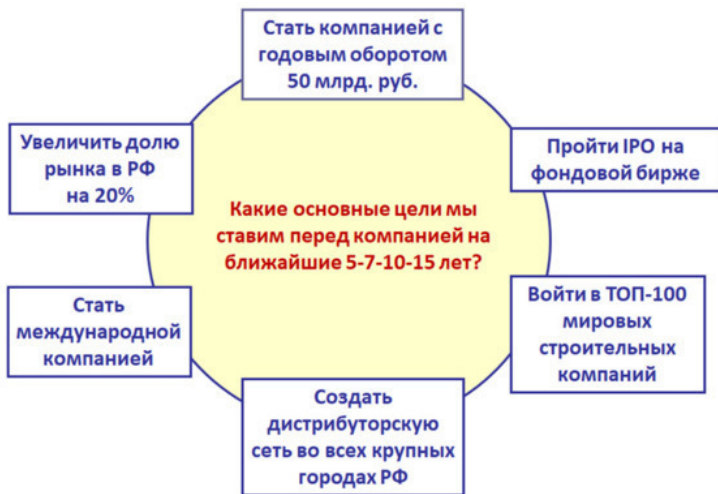 Стать компанией с
годовым оборотом
50 млрд. руб.
Увеличить долю
рынка в РФ
на 20%
Пройти IPO на
фондовой бирже
Какие основные цели мы
ставим перед компанией на
ближайшие 5-7-10-15 лет?
Стать
международной
компанией
Войти в ТОП-100
мировых
строительных
компаний
Создать
дистрибуторскую
сеть во всех крупных
городах РФ